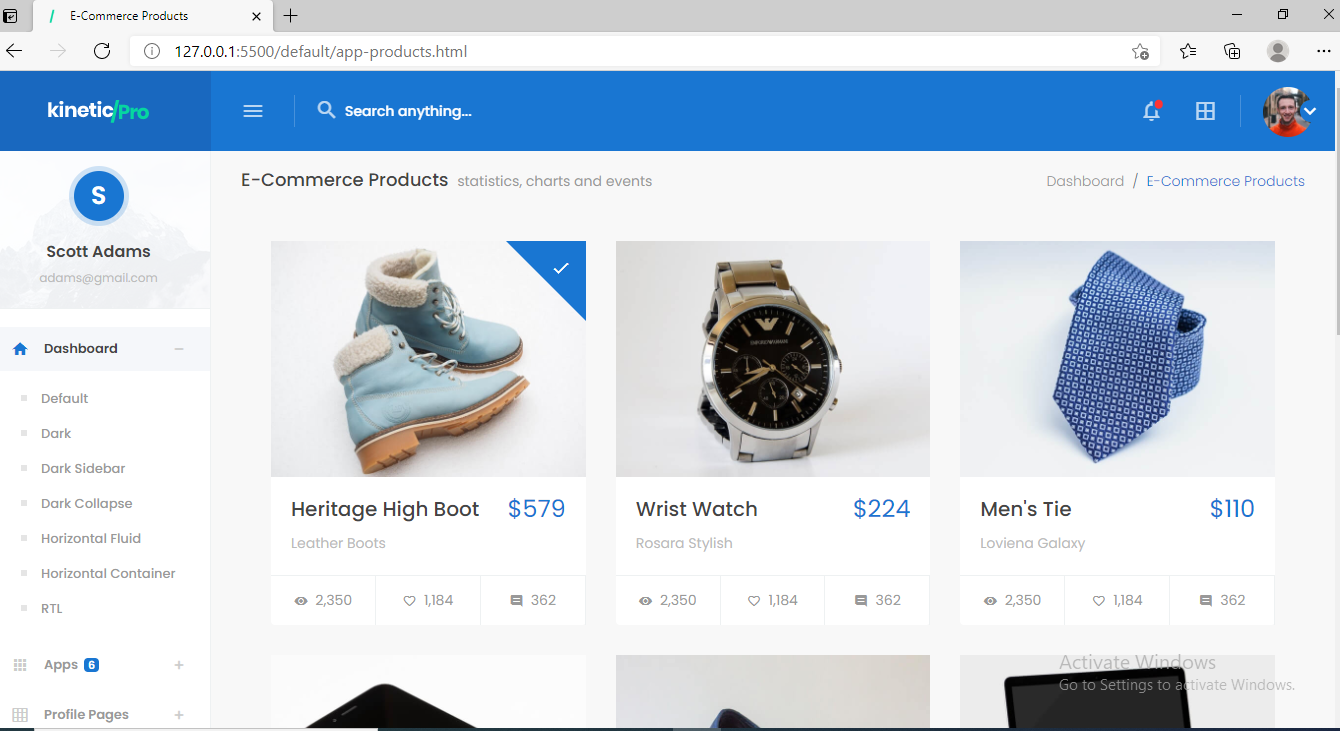 E-Commerce Products
127.0.0.1:5500/default/app-products.html
kinetic/Pro
Search anything...
S
Scott Adams
adams@gmail.com
E-Commerce Products statistics, charts and events
Dashboard / E-Commerce Products
Dashboard
Default
Dark
Dark Sidebar
Dark Collapse
Horizontal Fluid
Horizontal Container
RTL
Apps 6
Profile Pages
Heritage High Boot $579
Leather Boots
2,350 1,184 362
EMPORIO ARMANI
Wrist Watch $224
Rosara Stylish
2,350 1,184 362
Men's Tie $110
Loviena Galaxy
2,350 1,184 362
Activate Windows
Go to Settings to activate Windows.